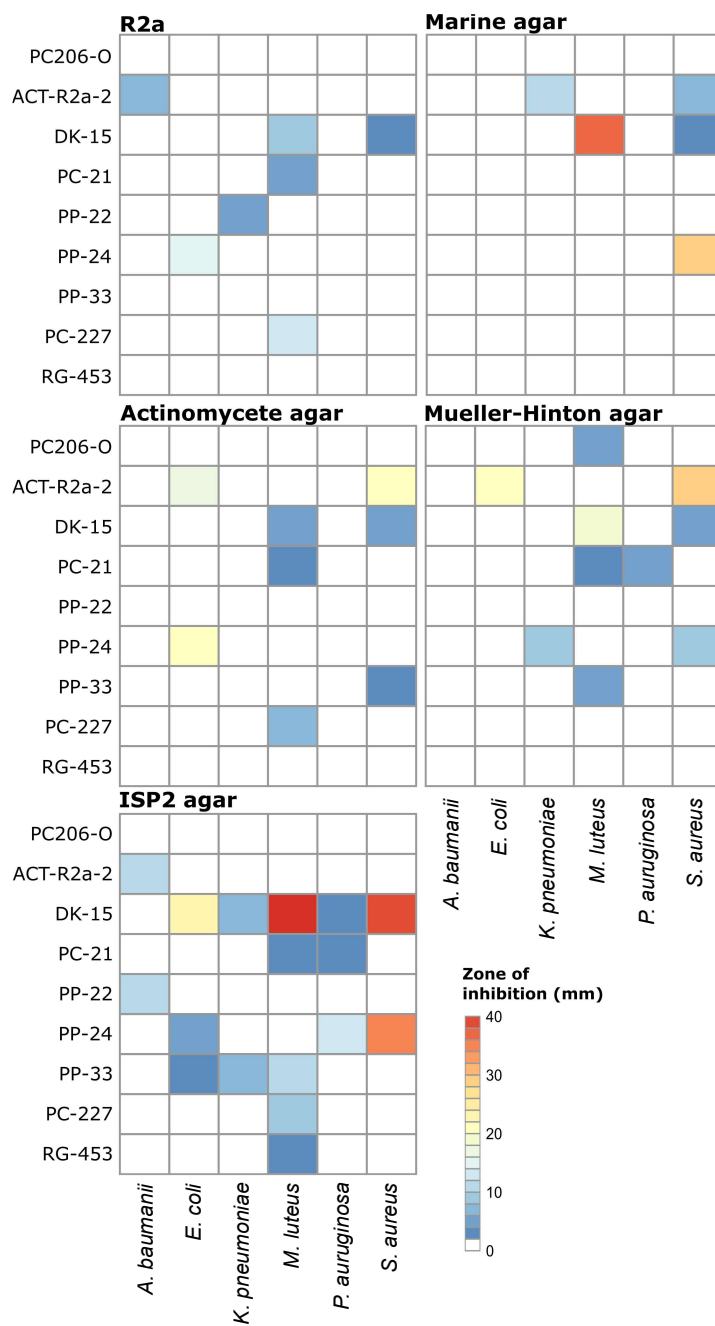 R2a
Marine agar
PC206-O
ACT-R2a-2
DK-15
PC-21
PP-22
PP-24
PP-33
PC-227
RG-453
Actinomycete agar
Mueller-Hinton agar
PC206-O
ACT-R2a-2
DK-15
PC-21
PP-22
PP-24
PP-33
PC-227
RG-453
ISP2 agar
PC206-O
ACT-R2a-2
DK-15
PC-21
PP-22
PP-24
PP-33
PC-227
RG-453
A. baumanii
E. coli
K. pneumoniae
M. luteus
P. auruginosa
S. aureus
A. baumanii
E. coli
K. pneumoniae
M. luteus
P. auruginosa
S. aureus
Zone of
inhibition (mm)
40
30
20
10
0